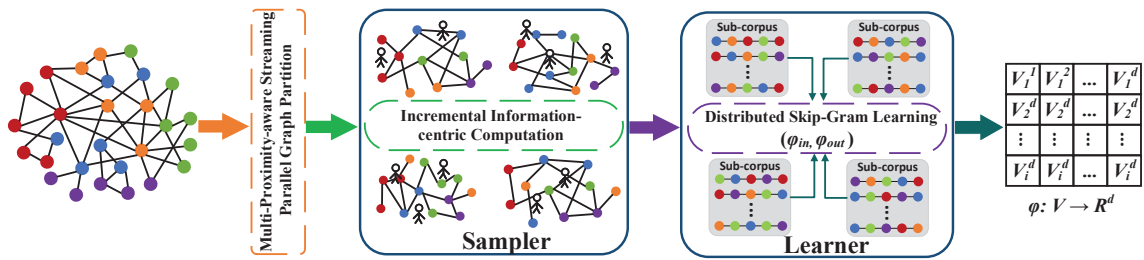 Multi-Proximity-aware Streaming
Parallel Graph Partition
Incremental Information-
centric Computation
Sampler
Sub-corpus
Sub-corpus
Distributed Skip-Gram Learning
(φin, φout)
Sub-corpus
Sub-corpus
Learner
V₁¹ V₁² ... V₁ᵈ
V₂ᵈ V₂ᵈ ... V₂ᵈ
⋮ ⋮ ⋮ ⋮
Vᵢᵈ Vᵢᵈ ... Vᵢᵈ
φ: V → Rᵈ